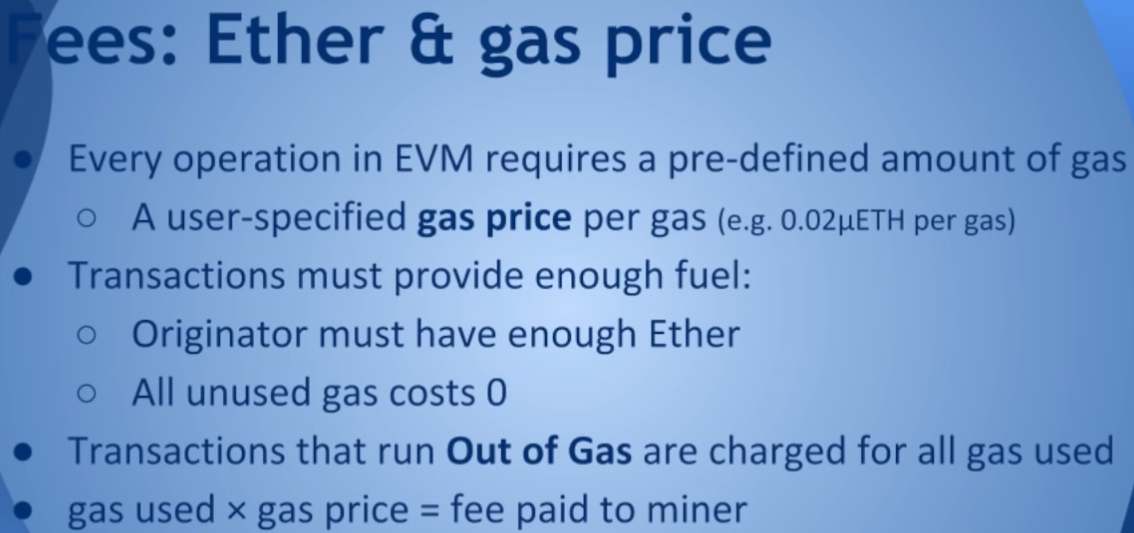 Fees: Ether & gas price
● Every operation in EVM requires a pre-defined amount of gas
○ A user-specified gas price per gas (e.g. 0.02µETH per gas)
● Transactions must provide enough fuel:
○ Originator must have enough Ether
○ All unused gas costs 0
● Transactions that run Out of Gas are charged for all gas used
● gas used × gas price = fee paid to miner